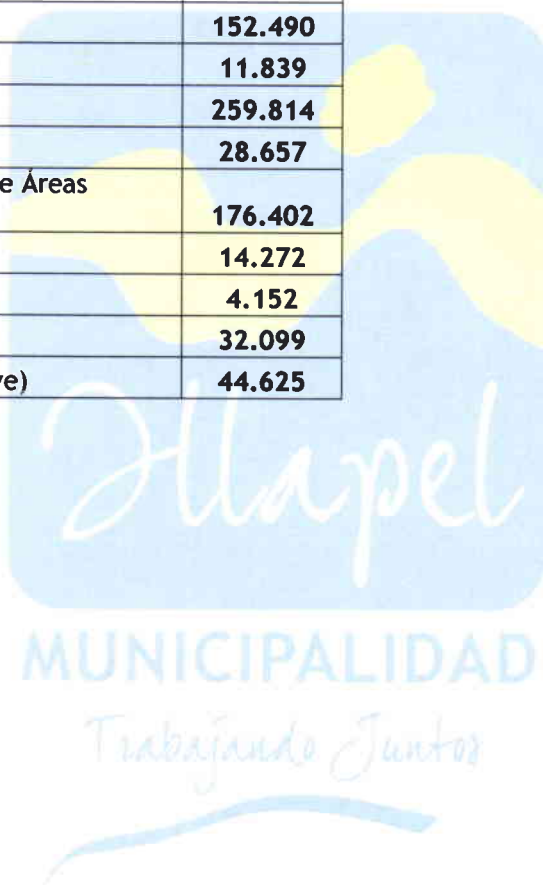 152.490
11.839
259.814
28.657
e Áreas
176.402
14.272
4.152
32.099
ve) 44.625
Illapel
MUNICIPALIDAD
Trabajando Juntos